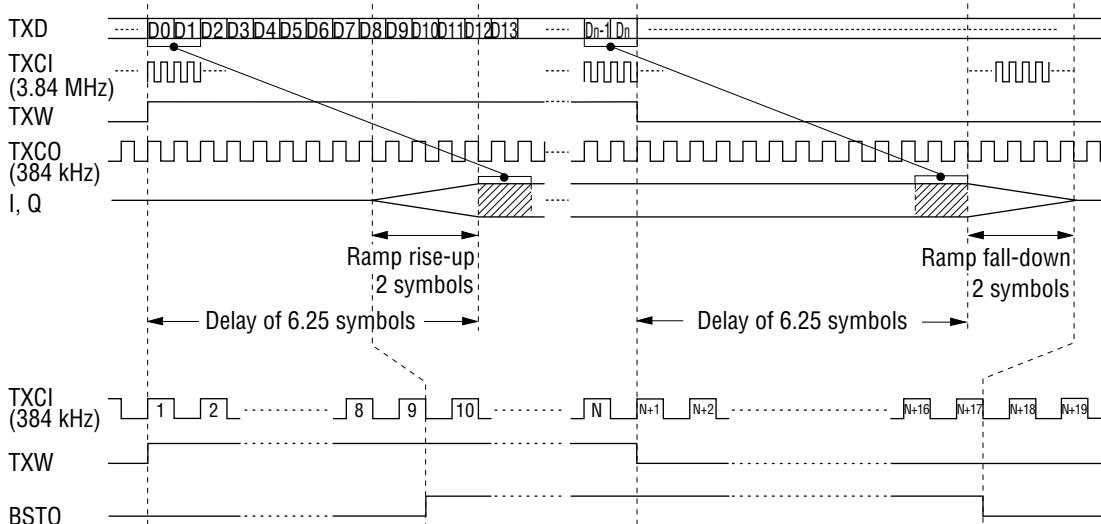 TXD D0 D1 D2 D3 D4 D5 D6 D7 D8 D9 D10 D11 D12 D13 Dn-1 Dn
TXCI
(3.84 MHz)
TXW
TXCO
(384 kHz)
I, Q
Ramp rise-up
2 symbols
Ramp fall-down
2 symbols
Delay of 6.25 symbols
Delay of 6.25 symbols
TXCI
(384 kHz)
1 2 8 9 10 N N+1 N+2 N+16 N+17 N+18 N+19
TXW
BSTO